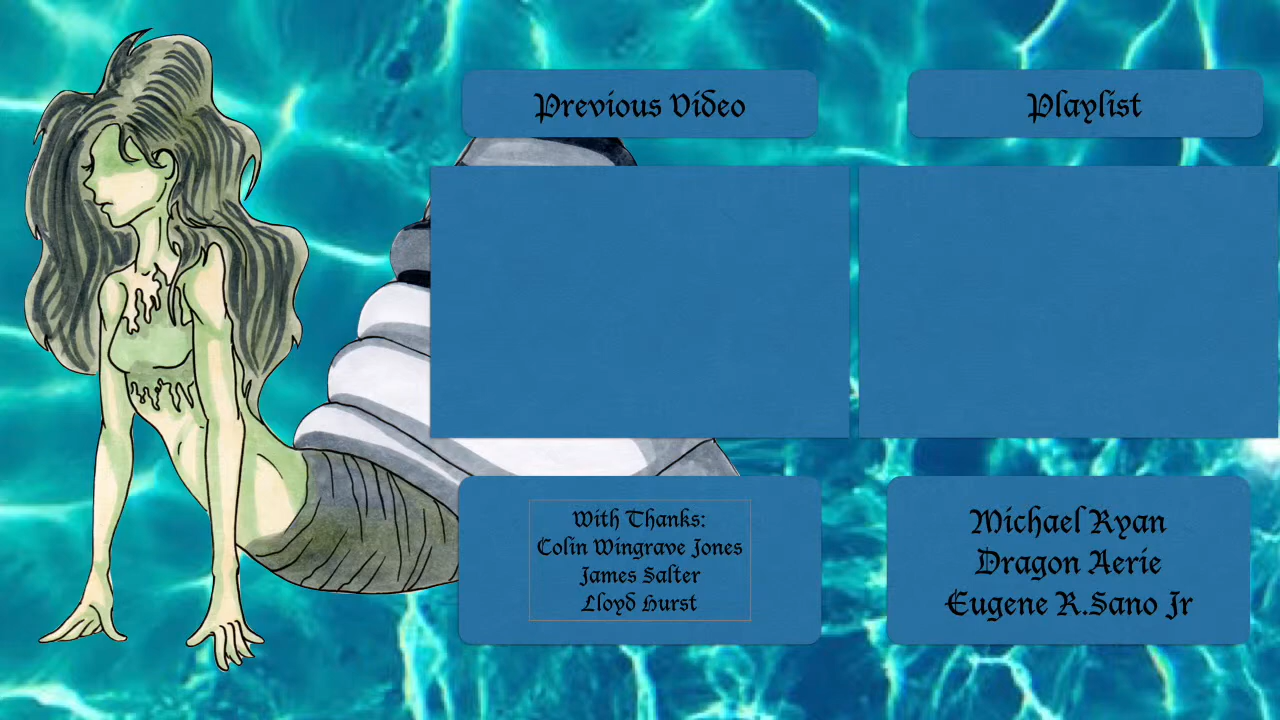 Previous Video
Playlist
With Thanks:
Colin Wingrave Jones
James Salter
Lloyd Hurst
Michael Ryan
Dragon Aerie
Eugene R.Sano Jr